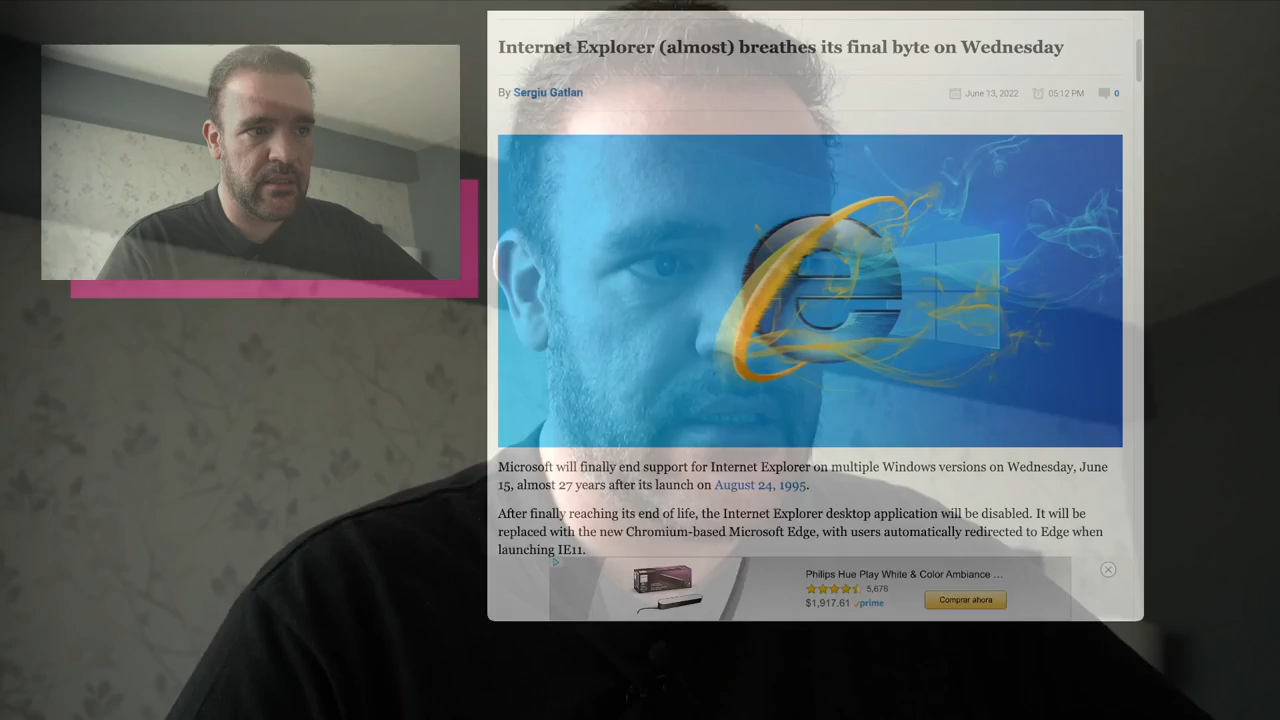 Internet Explorer (almost) breathes its final byte on Wednesday
By Sergiu Gatlan
June 13, 2022 05:12 PM 0
Microsoft will finally end support for Internet Explorer on multiple Windows versions on Wednesday, June
15, almost 27 years after its launch on August 24, 1995.
After finally reaching its end of life, the Internet Explorer desktop application will be disabled. It will be
replaced with the new Chromium-based Microsoft Edge, with users automatically redirected to Edge when
launching IE11.
Philips Hue Play White & Color Ambiance ...
5,676
$1,917.61 prime
Comprar ahora